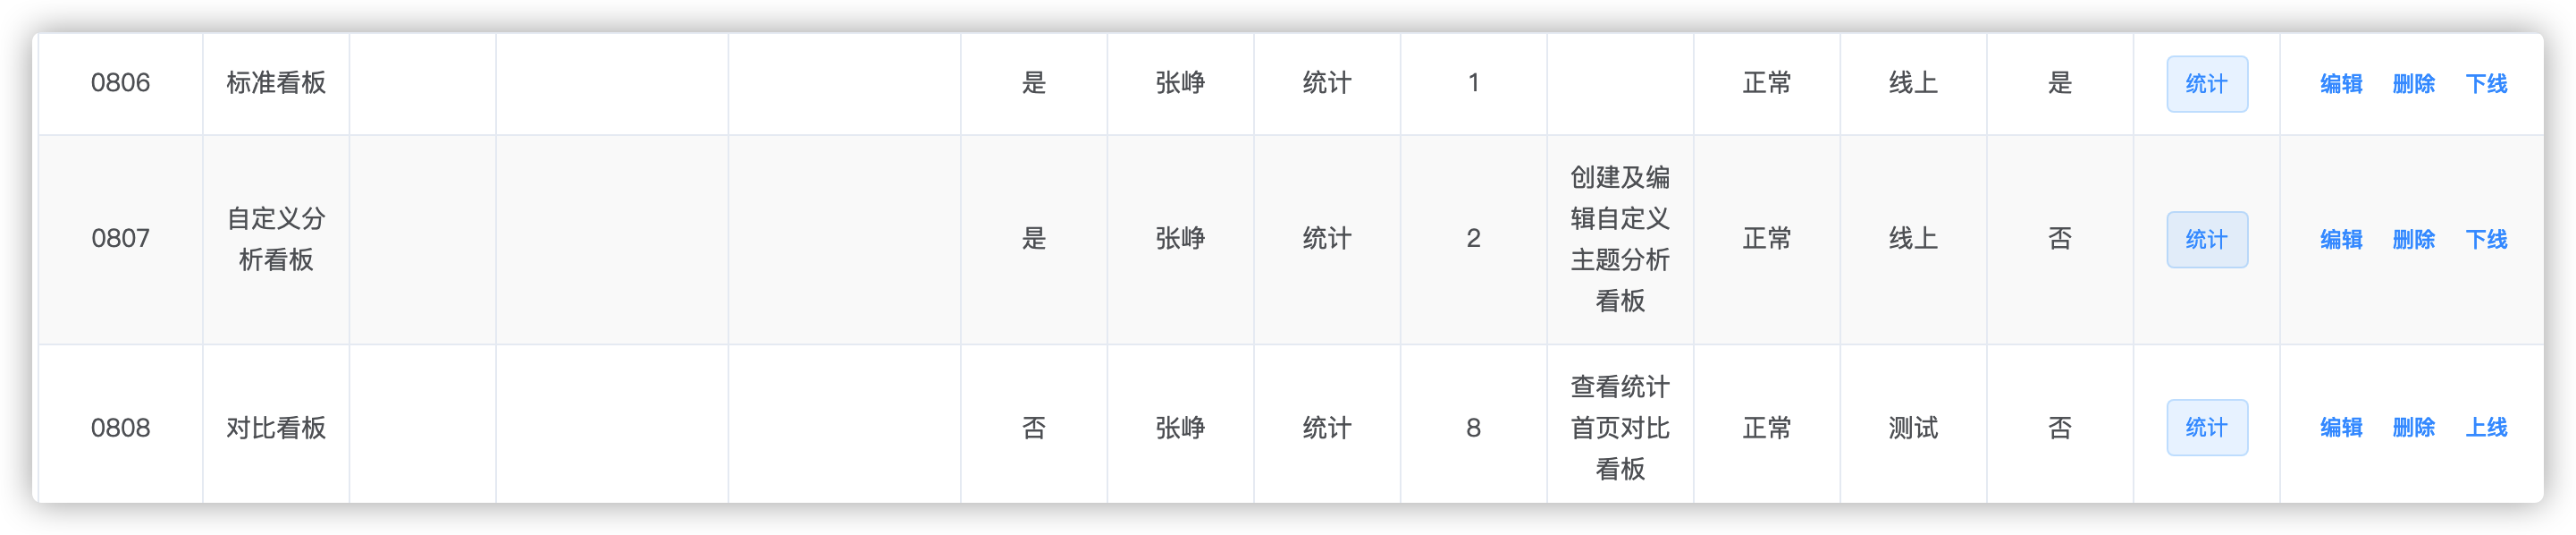 0806 标准看板 是 张峥 统计 1 正常 线上 是 统计 编辑 删除 下线
0807 自定义分
析看板 是 张峥 统计 2 创建及编
辑自定义
主题分析
看板 正常 线上 否 统计 编辑 删除 下线
0808 对比看板 否 张峥 统计 8 查看统计
首页对比
看板 正常 测试 否 统计 编辑 删除 上线